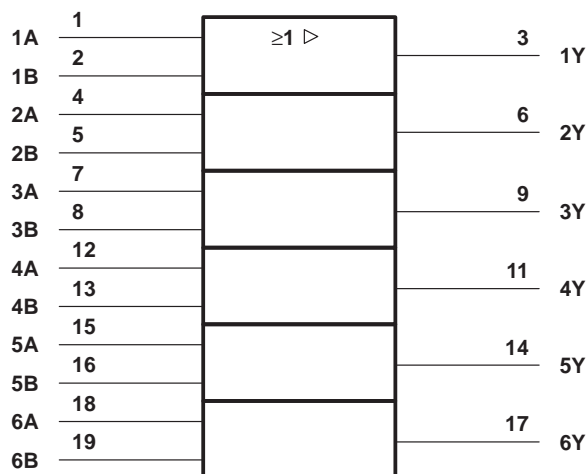 1A 1 ≥1 ▷ 3 1Y
1B 2
2A 4 6 2Y
2B 5
3A 7 9 3Y
3B 8
4A 12 11 4Y
4B 13
5A 15 14 5Y
5B 16
6A 18 17 6Y
6B 19